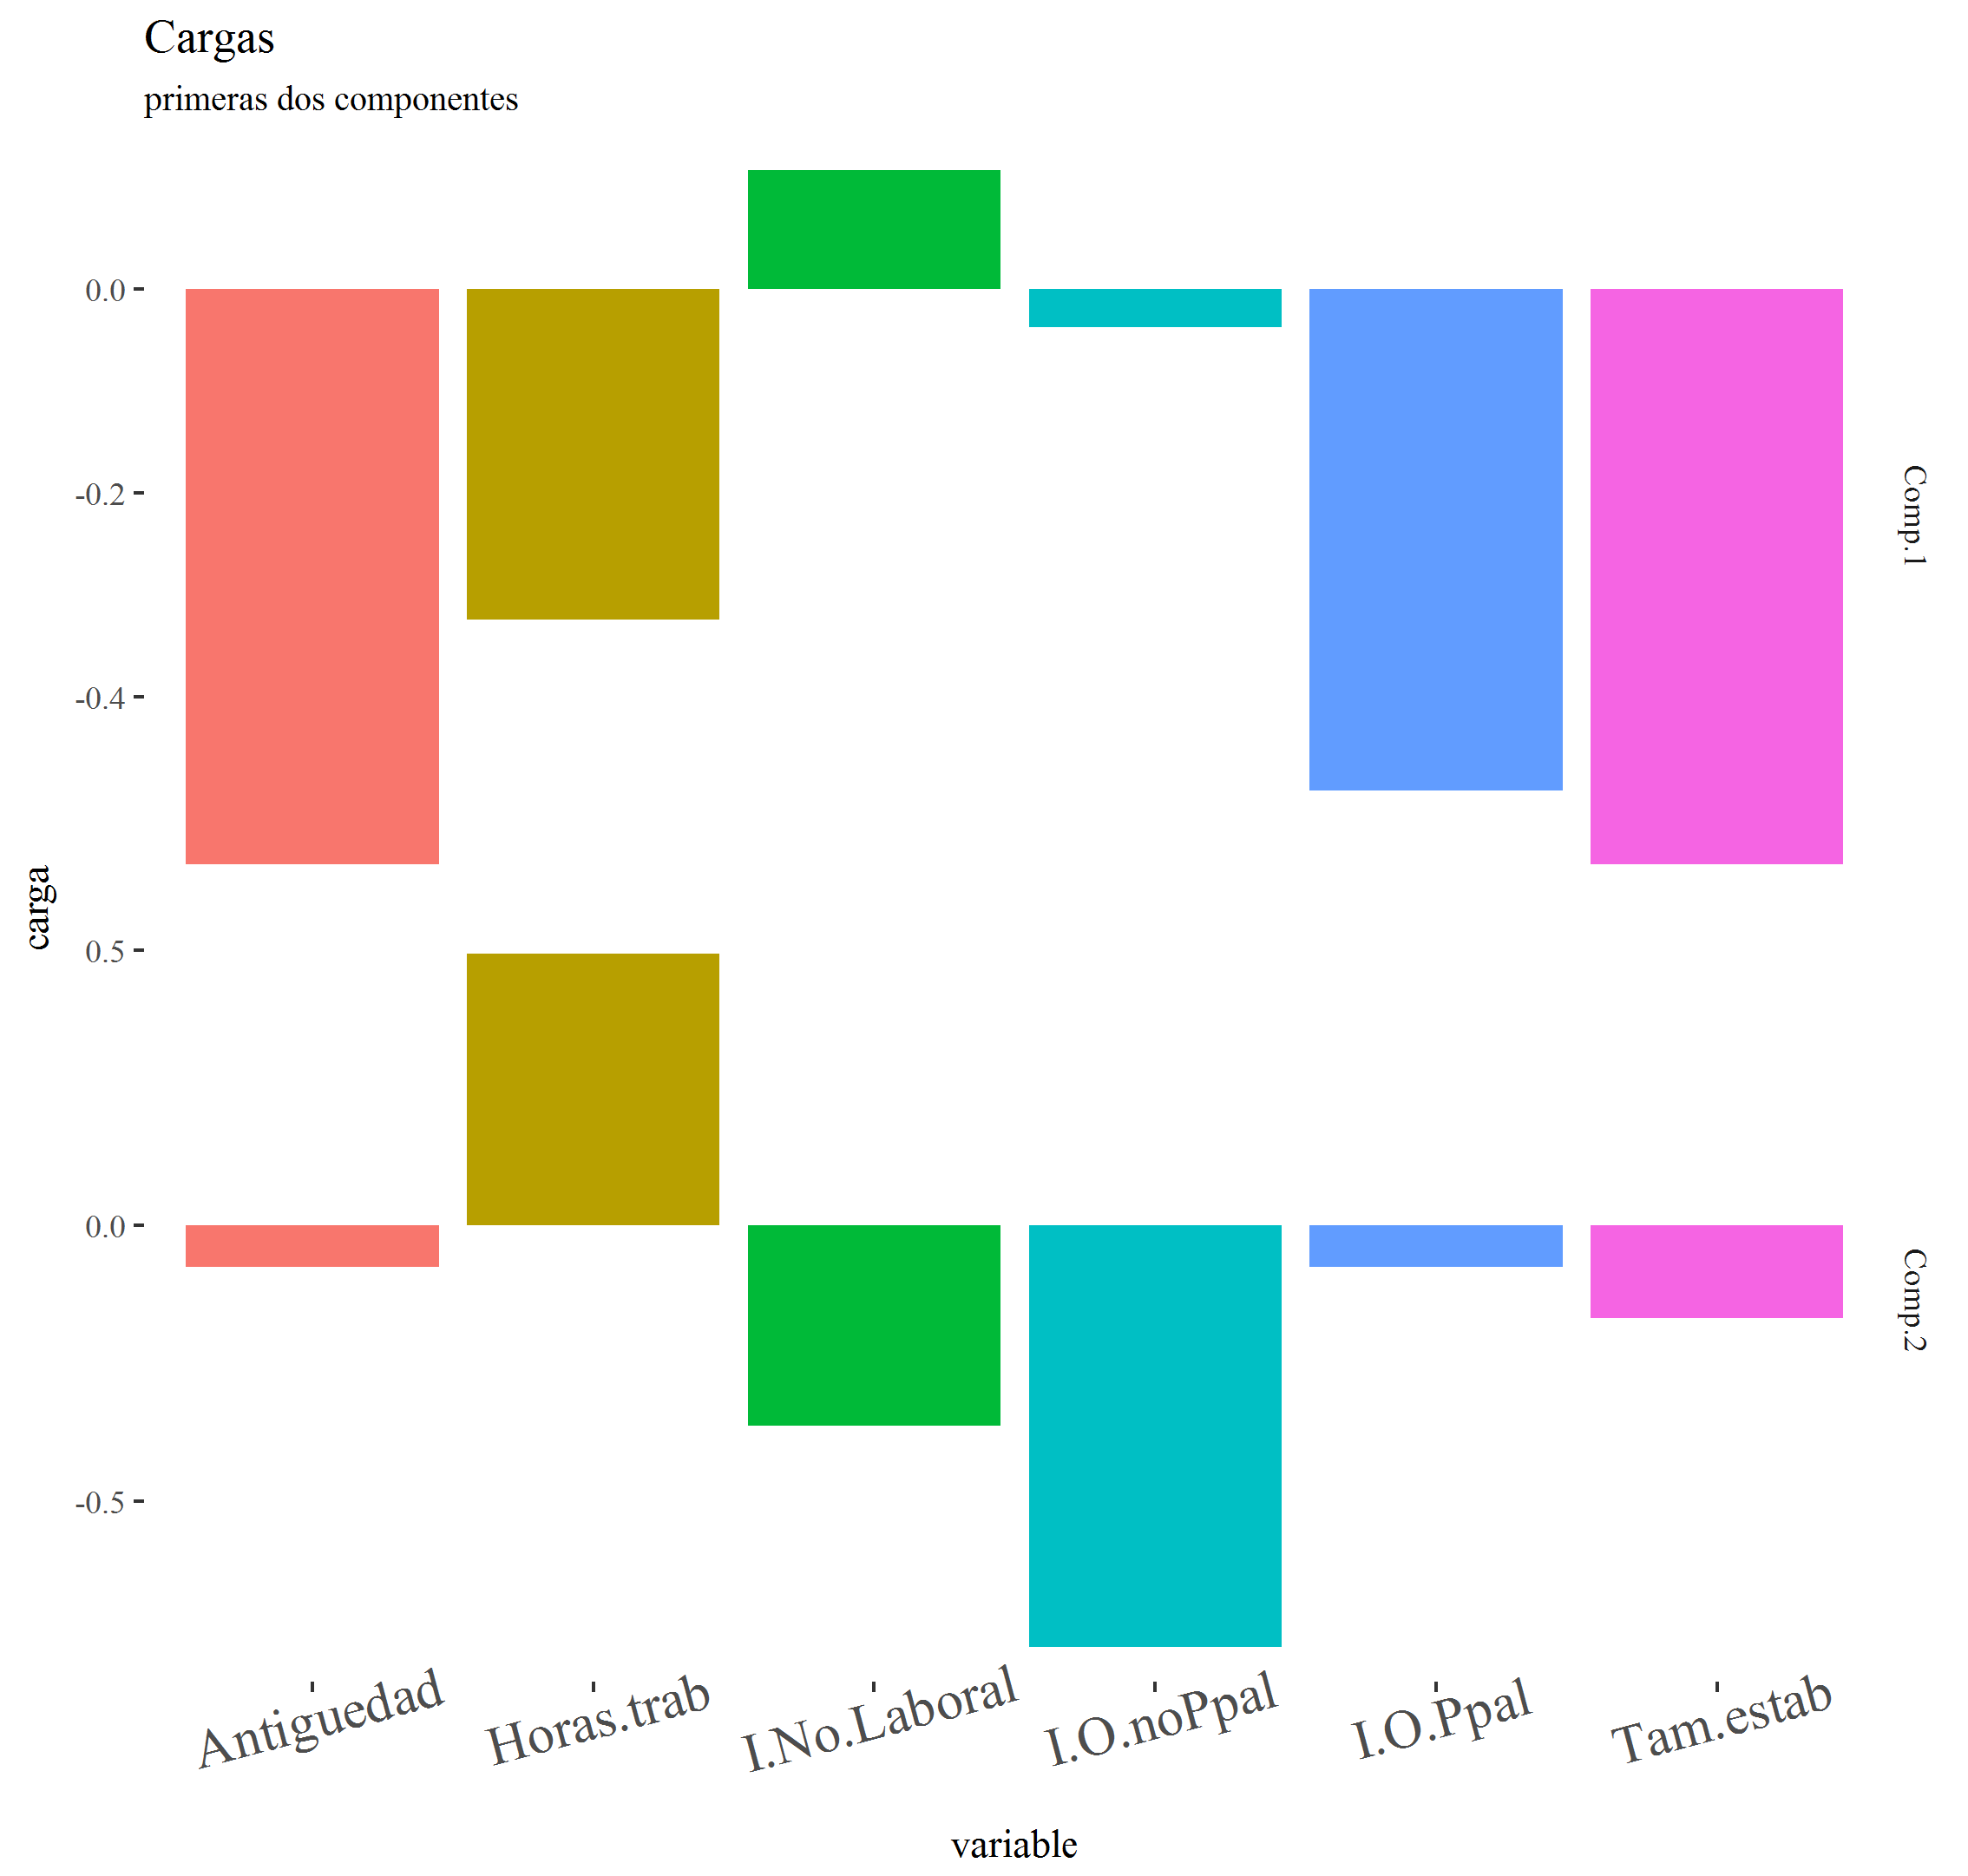 Cargas
primeras dos componentes
0.0
-0.2
-0.4
Comp.1
carga
0.5
0.0
-0.5
Comp.2
Antiguedad
Horas.trab
I.No.Laboral
I.O.noPpal
I.O.Ppal
Tam.estab
variable